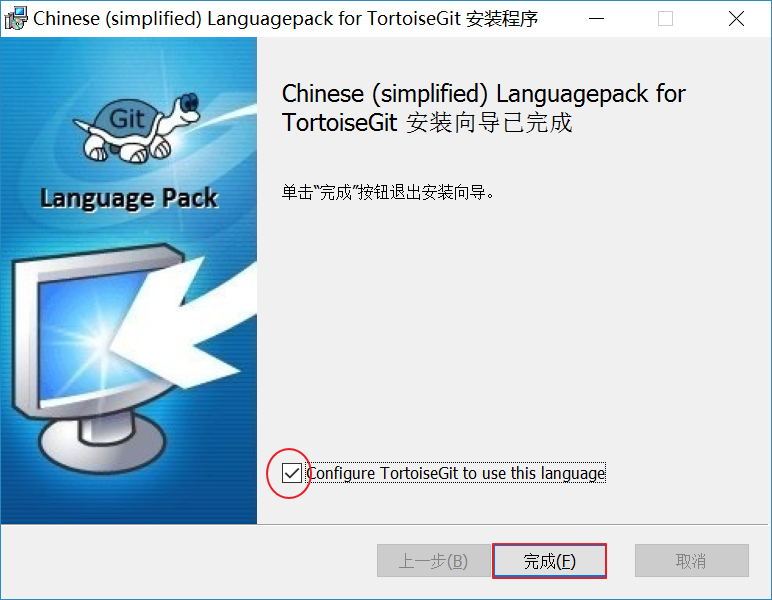 Chinese (simplified) Languagepack for TortoiseGit 安装程序
Git
Language Pack
Chinese (simplified) Languagepack for
TortoiseGit 安装向导已完成
单击“完成”按钮退出安装向导。
Configure TortoiseGit to use this language
上一步(B)
完成(F)
取消